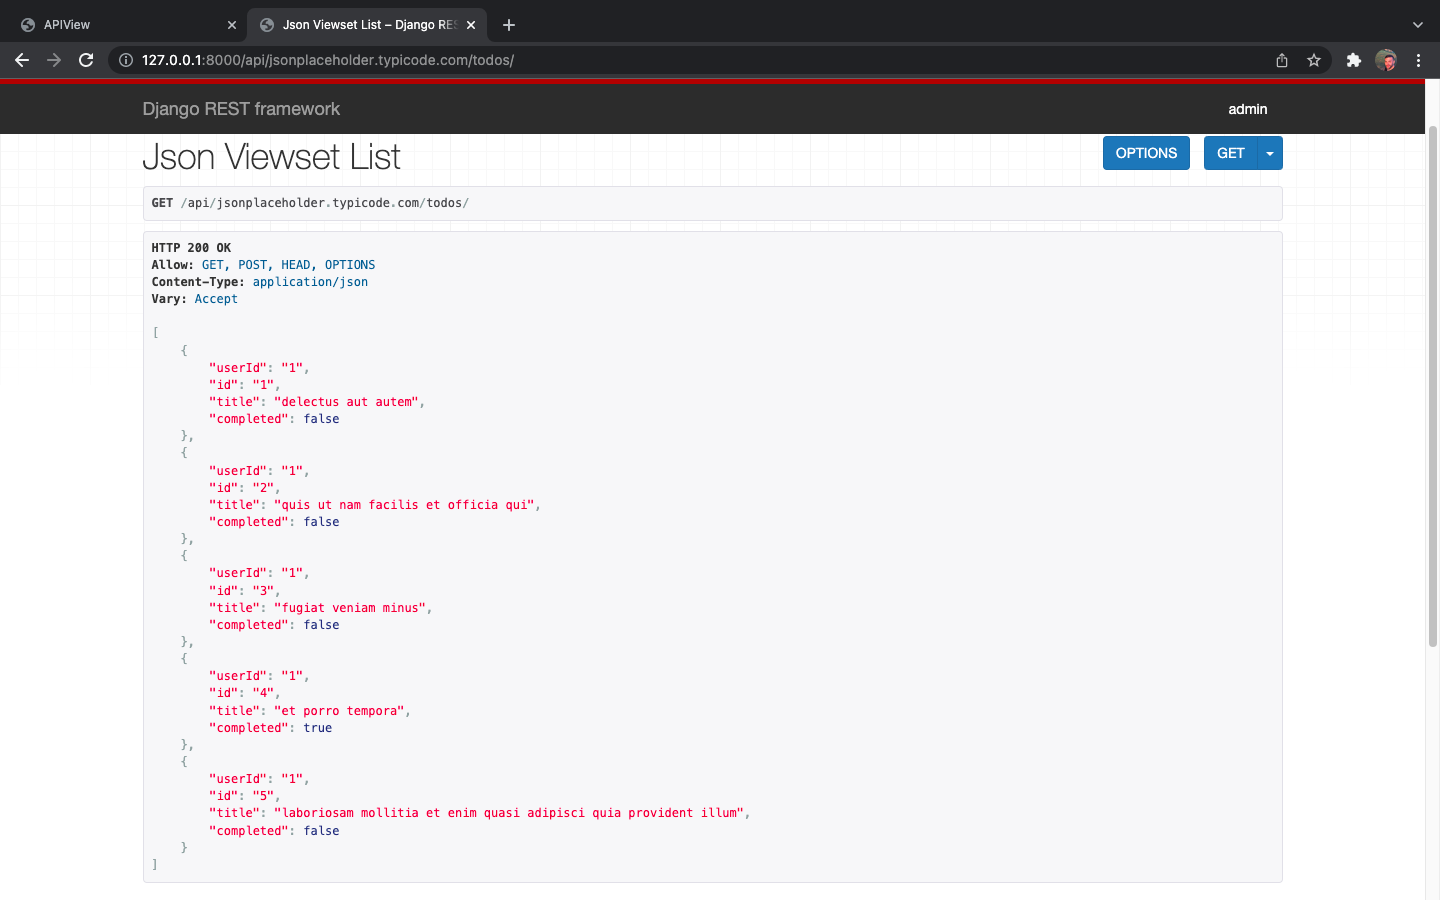 APIView
Json Viewset List – Django RES
127.0.0.1:8000/api/jsonplaceholder.typicode.com/todos/
Django REST framework
admin
Json Viewset List
OPTIONS
GET
GET /api/jsonplaceholder.typicode.com/todos/
HTTP 200 OK
Allow: GET, POST, HEAD, OPTIONS
Content-Type: application/json
Vary: Accept
[
    {
        "userId": "1",
        "id": "1",
        "title": "delectus aut autem",
        "completed": false
    },
    {
        "userId": "1",
        "id": "2",
        "title": "quis ut nam facilis et officia qui",
        "completed": false
    },
    {
        "userId": "1",
        "id": "3",
        "title": "fugiat veniam minus",
        "completed": false
    },
    {
        "userId": "1",
        "id": "4",
        "title": "et porro tempora",
        "completed": true
    },
    {
        "userId": "1",
        "id": "5",
        "title": "laboriosam mollitia et enim quasi adipisci quia provident illum",
        "completed": false
    }
]